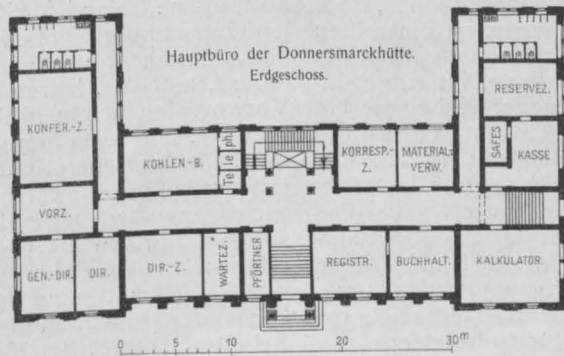 Hauptbüro der Donnersmarckhütte.
Erdgeschoss.
KONFER.-Z.
KOHLEN-B.
Te le ph.
KORRESP.-
Z.
MATERIAL-
VERW.
RESERVEZ.
SAFES
KASSE
VORZ.
GEN.-DIR.
DIR.
DIR.-Z.
WARTEZ.
PFÖRTNER
REGISTR.
BUCHHALT.
KALKULATOR.
0 5 10 20 30 m